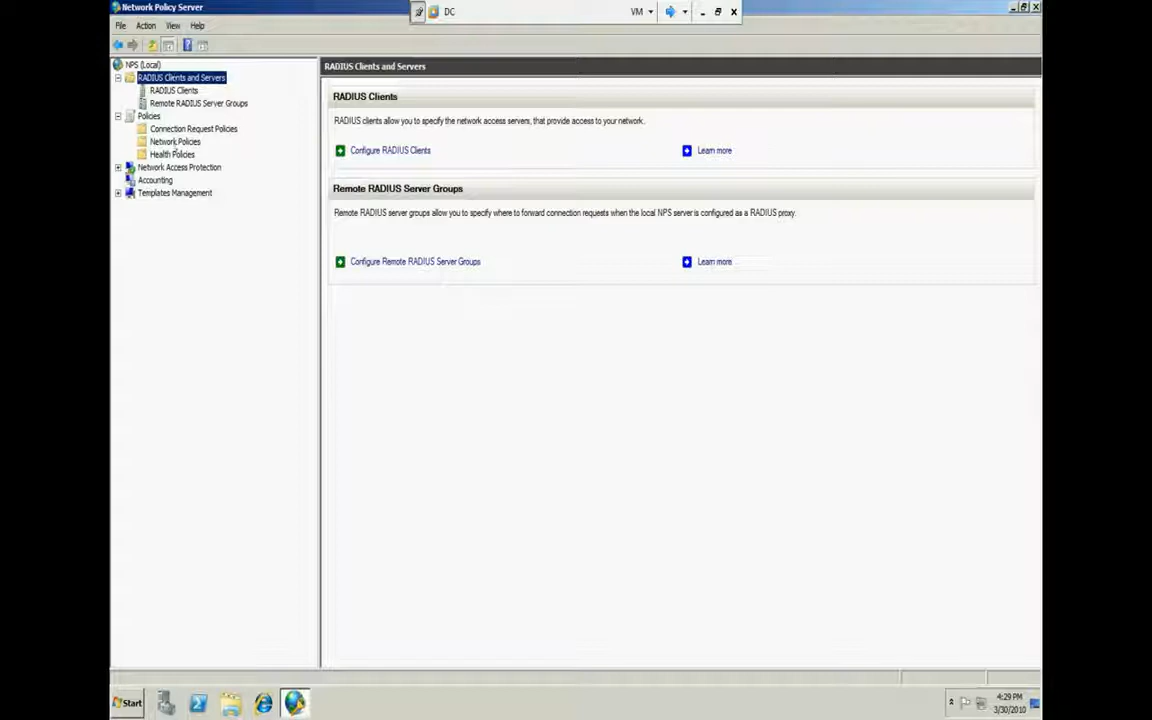 Network Policy Server
DC
VM
File Action View Help
NPS (Local)
RADIUS Clients and Servers
RADIUS Clients
Remote RADIUS Server Groups
Policies
Connection Request Policies
Network Policies
Health Policies
Network Access Protection
Accounting
Templates Management
RADIUS Clients and Servers
RADIUS Clients
RADIUS clients allow you to specify the network access servers, that provide access to your network.
Configure RADIUS Clients
Learn more
Remote RADIUS Server Groups
Remote RADIUS server groups allow you to specify where to forward connection requests when the local NPS server is configured as a RADIUS proxy.
Configure Remote RADIUS Server Groups
Learn more
Start
4:29 PM
3/30/2010